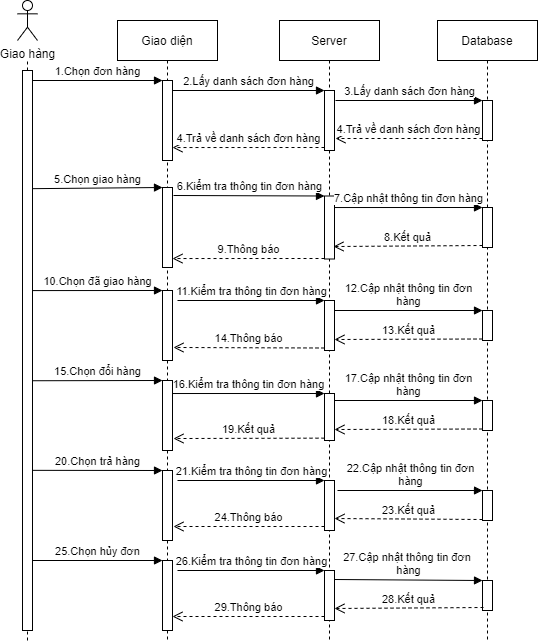 Giao hàng
Giao diện
Server
Database
1.Chọn đơn hàng
2.Lấy danh sách đơn hàng
3.Lấy danh sách đơn hàng
4.Trả về danh sách đơn hàng
4.Trả về danh sách đơn hàng
5.Chọn giao hàng
6.Kiểm tra thông tin đơn hàng
7.Cập nhật thông tin đơn hàng
8.Kết quả
9.Thông báo
10.Chọn đã giao hàng
11.Kiểm tra thông tin đơn hàng
12.Cập nhật thông tin đơn
hàng
13.Kết quả
14.Thông báo
15.Chọn đổi hàng
16.Kiểm tra thông tin đơn hàng
17.Cập nhật thông tin đơn
hàng
18.Kết quả
19.Kết quả
20.Chọn trả hàng
21.Kiểm tra thông tin đơn hàng
22.Cập nhật thông tin đơn
hàng
23.Kết quả
24.Thông báo
25.Chọn hủy đơn
26.Kiểm tra thông tin đơn hàng
27.Cập nhật thông tin đơn
hàng
28.Kết quả
29.Thông báo